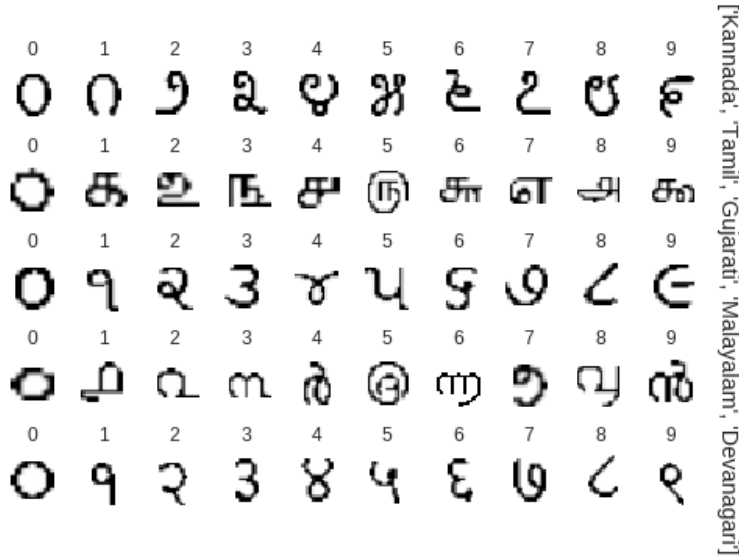 0 1 2 3 4 5 6 7 8 9
೦ ೧ ೨ ೩ ೪ ೫ ೬ ೭ ೮ ೯
0 1 2 3 4 5 6 7 8 9
௦ ௧ ௨ ௩ ௪ ௫ ௬ ௭ ௮ ௯
0 1 2 3 4 5 6 7 8 9
૦ ૧ ૨ ૩ ૪ ૫ ૬ ૭ ૮ ૯
0 1 2 3 4 5 6 7 8 9
൦ ൧ ൨ ൩ ൪ ൫ ൬ ൭ ൮ ൯
0 1 2 3 4 5 6 7 8 9
० १ २ ३ ४ ५ ६ ७ ८ ९
['Kannada', 'Tamil', 'Gujarati', 'Malayalam', 'Devanagari']